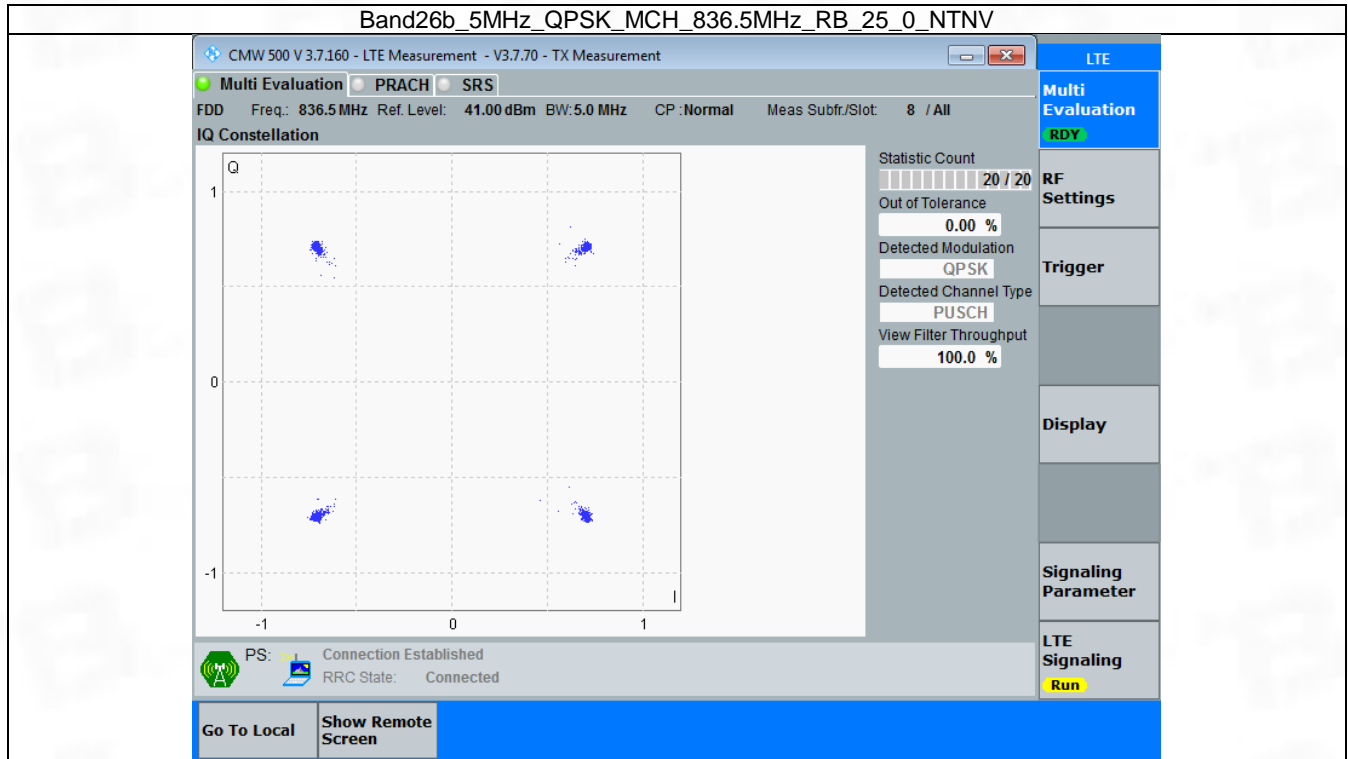 Band26b_5MHz_QPSK_MCH_836.5MHz_RB_25_0_NTNV
CMW 500 V 3.7.160 - LTE Measurement - V3.7.70 - TX Measurement
LTE
Multi Evaluation PRACH SRS
FDD Freq.: 836.5 MHz Ref. Level: 41.00 dBm BW: 5.0 MHz CP : Normal Meas Subfr./Slot: 8 / All
IQ Constellation
Q
1
0
-1
-1 0 1
I
Statistic Count
20 / 20
Out of Tolerance
0.00 %
Detected Modulation
QPSK
Detected Channel Type
PUSCH
View Filter Throughput
100.0 %
Multi
Evaluation
RDY
RF
Settings
Trigger
Display
Signaling
Parameter
LTE
Signaling
Run
PS: Connection Established
RRC State: Connected
Go To Local
Show Remote
Screen